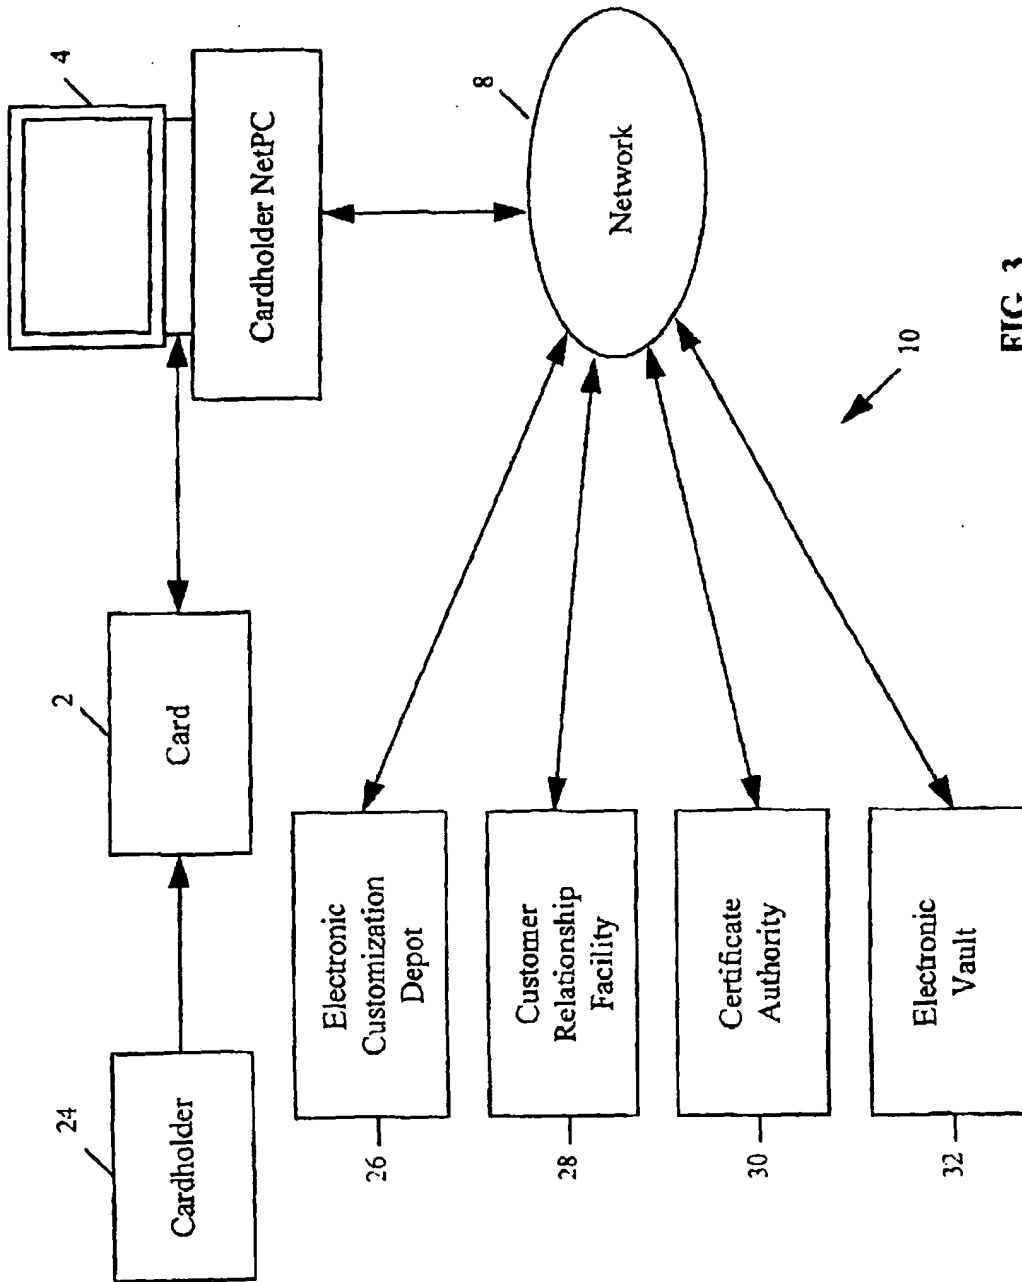 24
Cardholder
2
Card
4
Cardholder NetPC
8
Network
26
Electronic
Customization
Depot
28
Customer
Relationship
Facility
30
Certificate
Authority
32
Electronic
Vault
10
FIG. 3